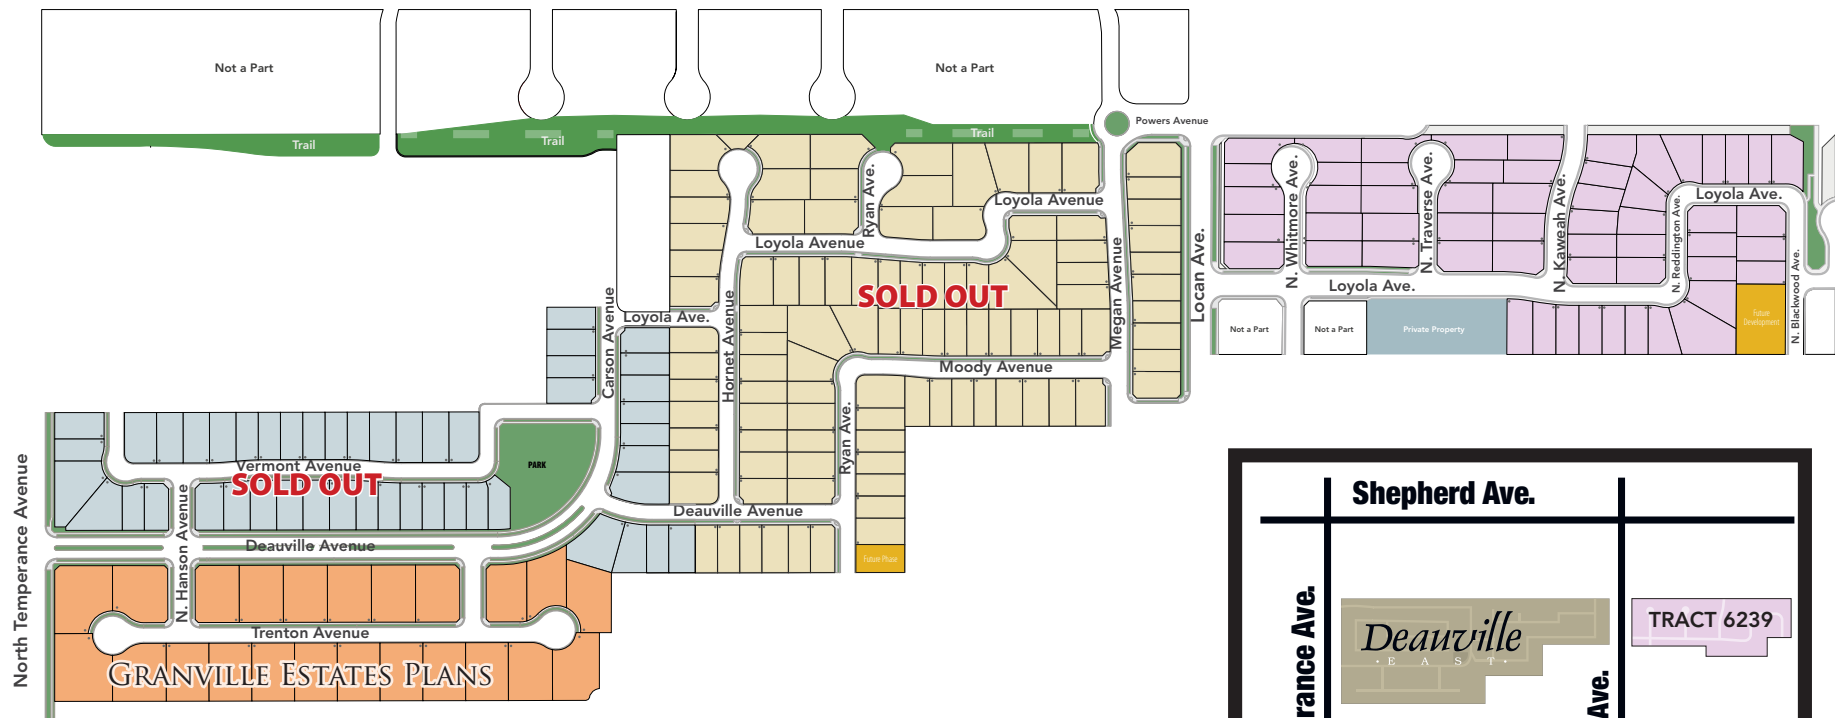 Not a Part
Not a Part
Powers Avenue
Trail
Trail
Trail
Ryan Ave.
Loyola Avenue
Loyola Avenue
N. Whitmore Ave.
N. Traverse Ave.
N. Kaweah Ave.
N. Reddington Ave.
Loyola Ave.
N. Blackwood Ave.
Locan Ave.
Loyola Ave.
SOLD OUT
Megan Avenue
Carson Avenue
Loyola Ave.
Hornet Avenue
Not a Part
Not a Part
Private Property
Future
Development
Moody Avenue
Ryan Ave.
PARK
Vermont Avenue
SOLD OUT
North Temperance Avenue
N. Hanson Avenue
Deauville Avenue
Deauville Avenue
Future Phase
Trenton Avenue
GRANVILLE ESTATES PLANS
Shepherd Ave.
rance Ave.
Deauville
• E A S T •
TRACT 6239
Ave.